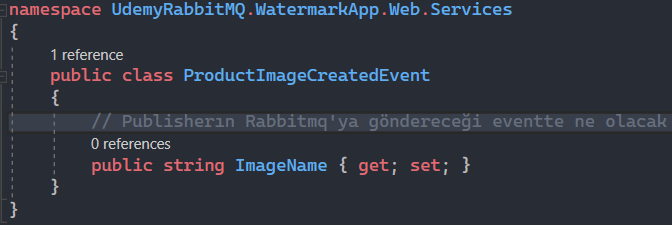 namespace UdemyRabbitMQ.WatermarkApp.Web.Services
{
1 reference
public class ProductImageCreatedEvent
{
// Publisherın Rabbitmq'ya göndereceği eventte ne olacak
0 references
public string ImageName { get; set; }
}
}